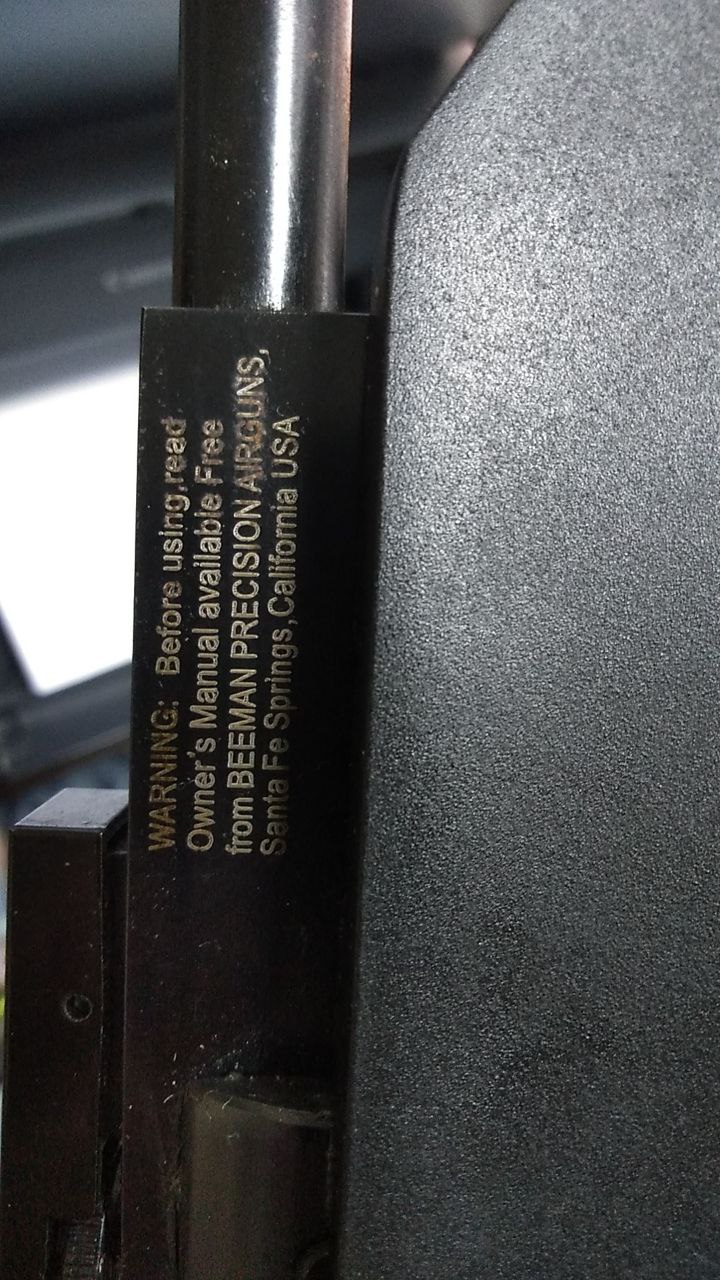 WARNING: Before using,read
Owner's Manual available Free
from BEEMAN PRECISION AIRGUNS,
Santa Fe Springs,California USA